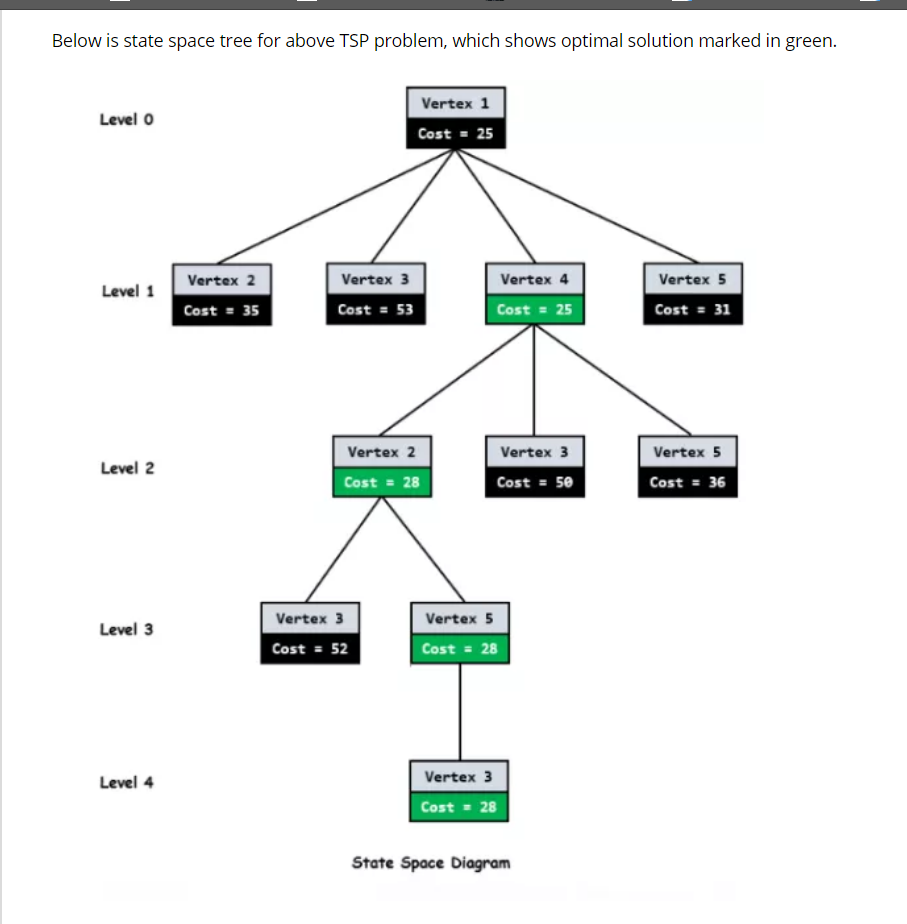 Below is state space tree for above TSP problem, which shows optimal solution marked in green.
Level 0
Vertex 1
Cost = 25
Level 1
Vertex 2
Cost = 35
Vertex 3
Cost = 53
Vertex 4
Cost = 25
Vertex 5
Cost = 31
Level 2
Vertex 2
Cost = 28
Vertex 3
Cost = 50
Vertex 5
Cost = 36
Level 3
Vertex 3
Cost = 52
Vertex 5
Cost = 28
Level 4
Vertex 3
Cost = 28
State Space Diagram